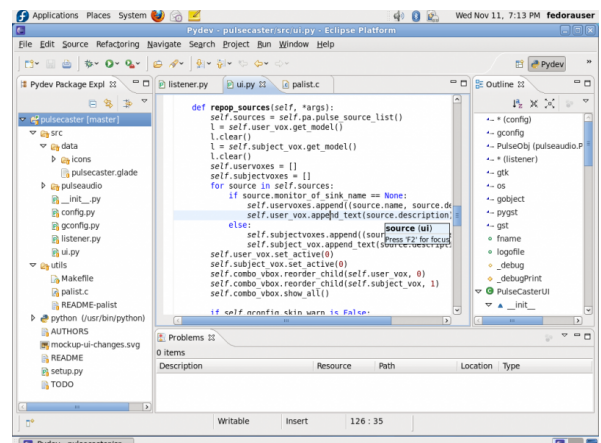 Applications Places System Wed Nov 11, 7:13 PM fedorauser
Pydev - pulsecaster/src/ui.py - Eclipse Platform
File Edit Source Refactoring Navigate Search Project Run Window Help
Pydev
Pydev Package Expl
pulsecaster [master]
src
data
icons
pulsecaster.glade
pulseaudio
__init__.py
config.py
gconfig.py
listener.py
ui.py
utils
Makefile
palist.c
README-palist
python (/usr/bin/python)
AUTHORS
mockup-ui-changes.svg
README
setup.py
TODO
listener.py ui.py palist.c
def repop_sources(self, *args):
self.sources = self.pa.pulse_source_list()
l = self.user_vox.get_model()
l.clear()
l = self.subject_vox.get_model()
l.clear()
self.uservoxes = []
self.subjectvoxes = []
for source in self.sources:
if source.monitor_of_sink_name == None:
self.uservoxes.append((source.name, source.de
self.user_vox.append_text(source.description)
else:
self.subjectvoxes.append((sour
self.subject_vox.append_text(source.descript
self.user_vox.set_active(0)
self.subject_vox.set_active(0)
self.combo_vbox.reorder_child(self.user_vox, 0)
self.combo_vbox.reorder_child(self.subject_vox, 1)
self.combo_vbox.show_all()
if self.gconfig.skip_warn is False:
source (ui)
Press 'F2' for focus
Outline
* (config)
gconfig
PulseObj (pulseaudio.P
* (listener)
gtk
os
gobject
pygst
gst
fname
logofile
_debug
_debugPrint
PulseCasterUI
__init__
Problems
0 items
Description Resource Path Location Type
Writable Insert 126 : 35